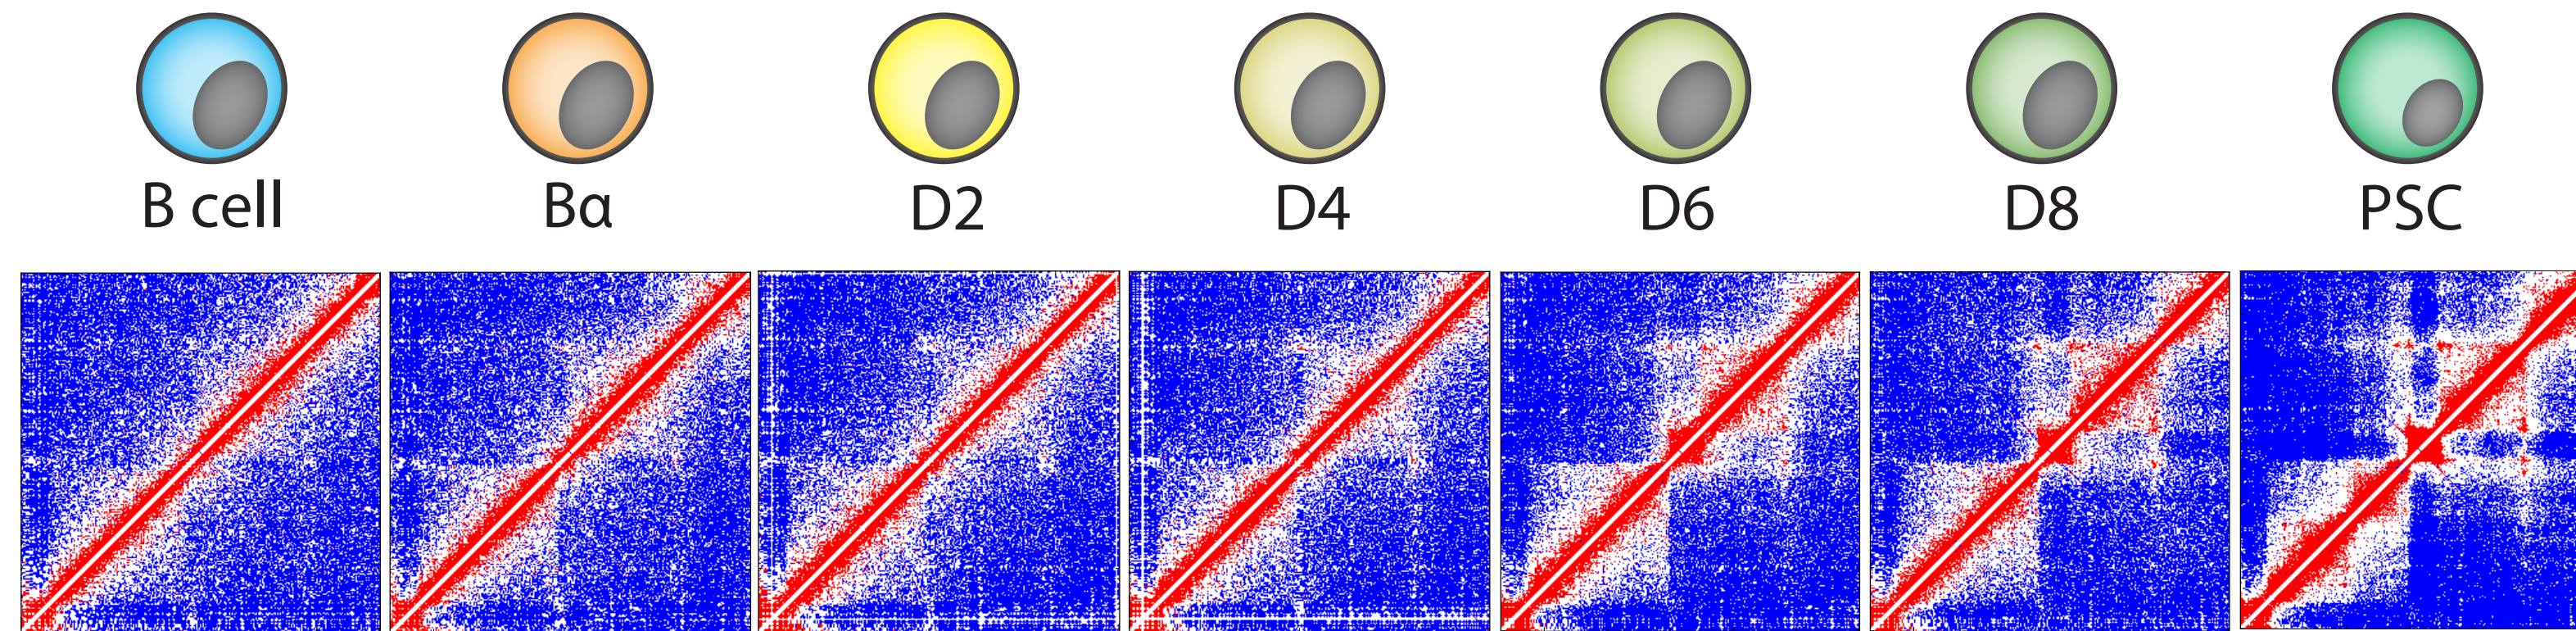 B cell Bα D2 D4 D6 D8 PSC